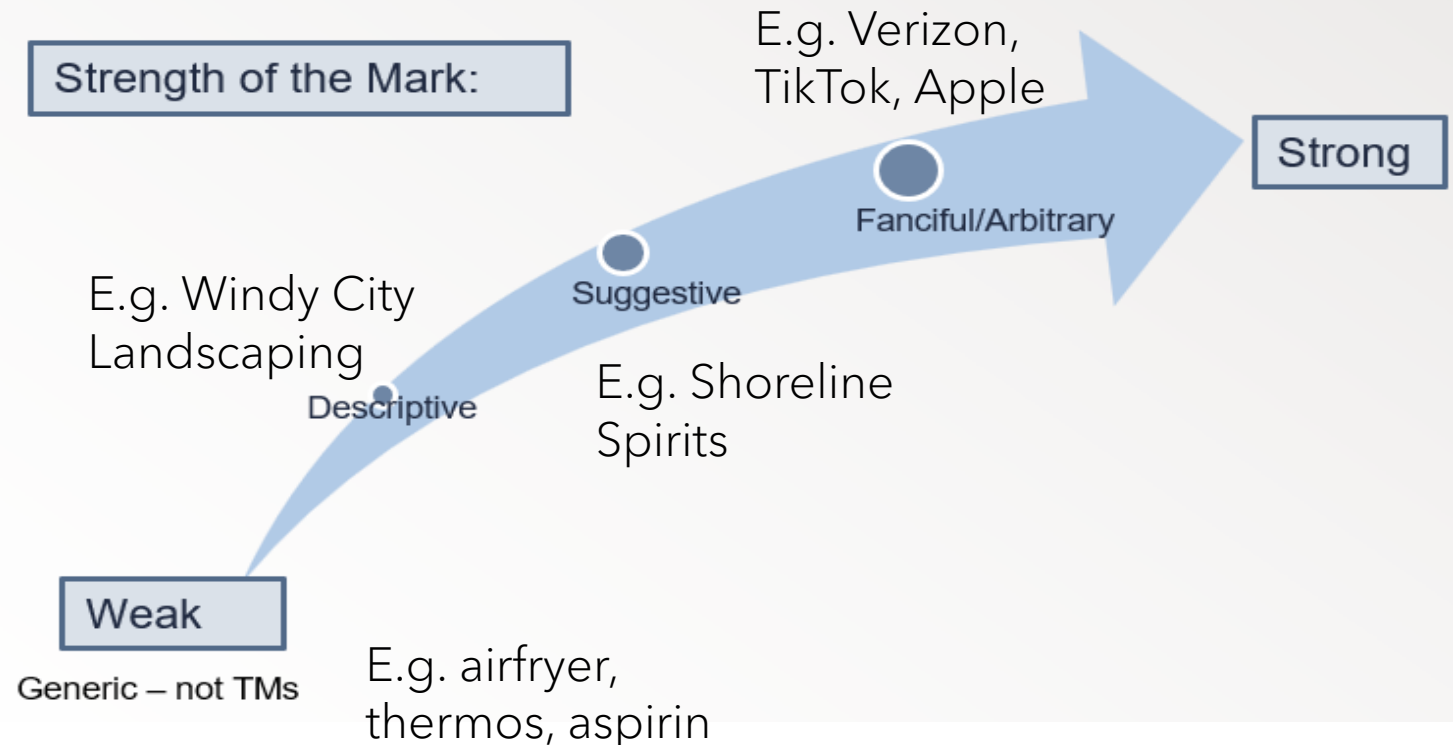 Strength of the Mark:
E.g. Verizon,
TikTok, Apple
Strong
Fanciful/Arbitrary
Suggestive
E.g. Windy City
Landscaping
Descriptive
E.g. Shoreline
Spirits
Weak
Generic – not TMs
E.g. airfryer,
thermos, aspirin